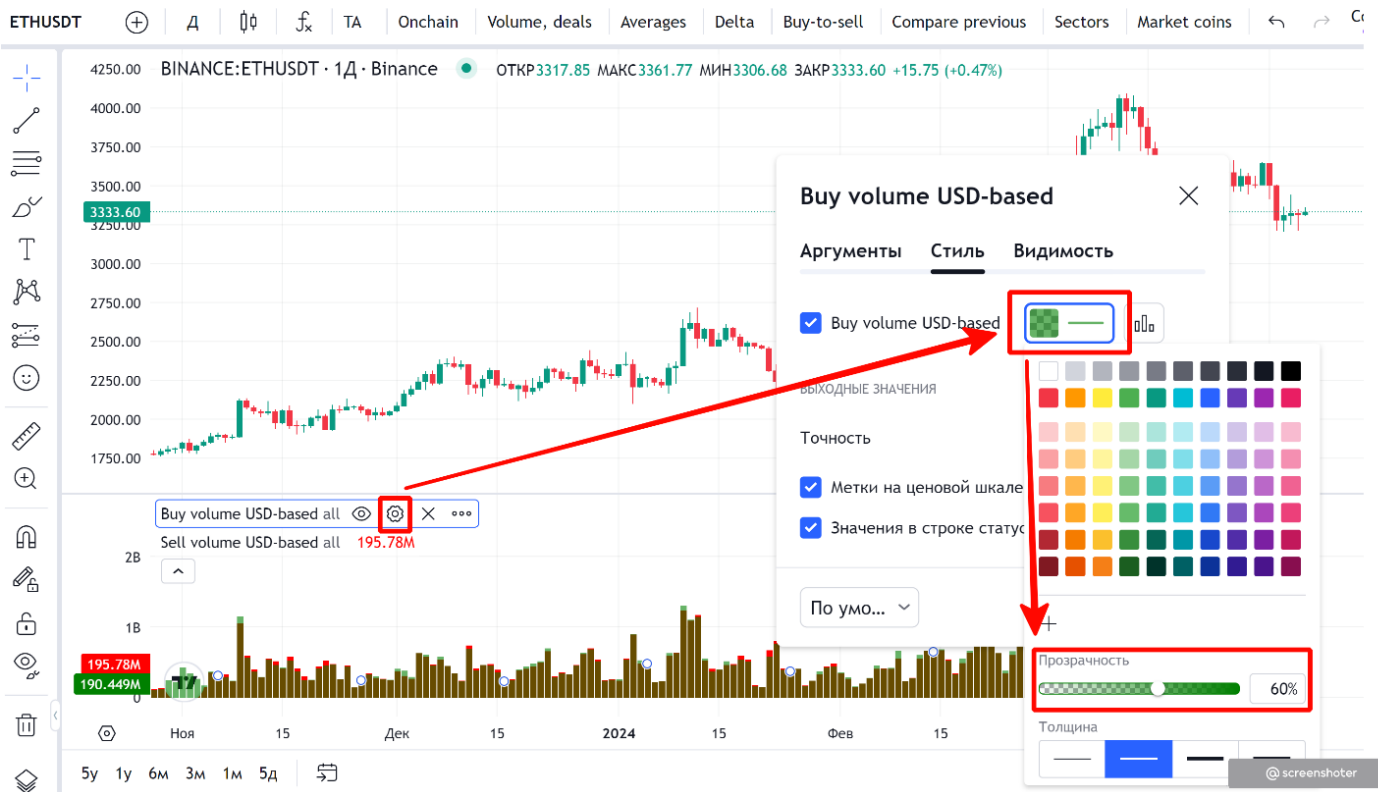 ETHUSDT Д fx TA Onchain Volume, deals Averages Delta Buy-to-sell Compare previous Sectors Market coins
BINANCE:ETHUSDT · 1Д · Binance ОТКР3317.85 МАКС3361.77 МИН3306.68 ЗАКР3333.60 +15.75 (+0.47%)
4250.00
4000.00
3750.00
3500.00
3333.60
3250.00
3000.00
2750.00
2500.00
2250.00
2000.00
1750.00
Buy volume USD-based
Аргументы Стиль Видимость
Buy volume USD-based
ВЫХОДНЫЕ ЗНАЧЕНИЯ
Точность
Метки на ценовой шкале
Значения в строке статус
По умо...
Прозрачность
60%
Толщина
Buy volume USD-based all
Sell volume USD-based all 195.78M
2B
1B
195.78M
190.449M
0
Ноя 15 Дек 15 2024 15 Фев 15
5y 1y 6м 3м 1м 5д
@screenshoter